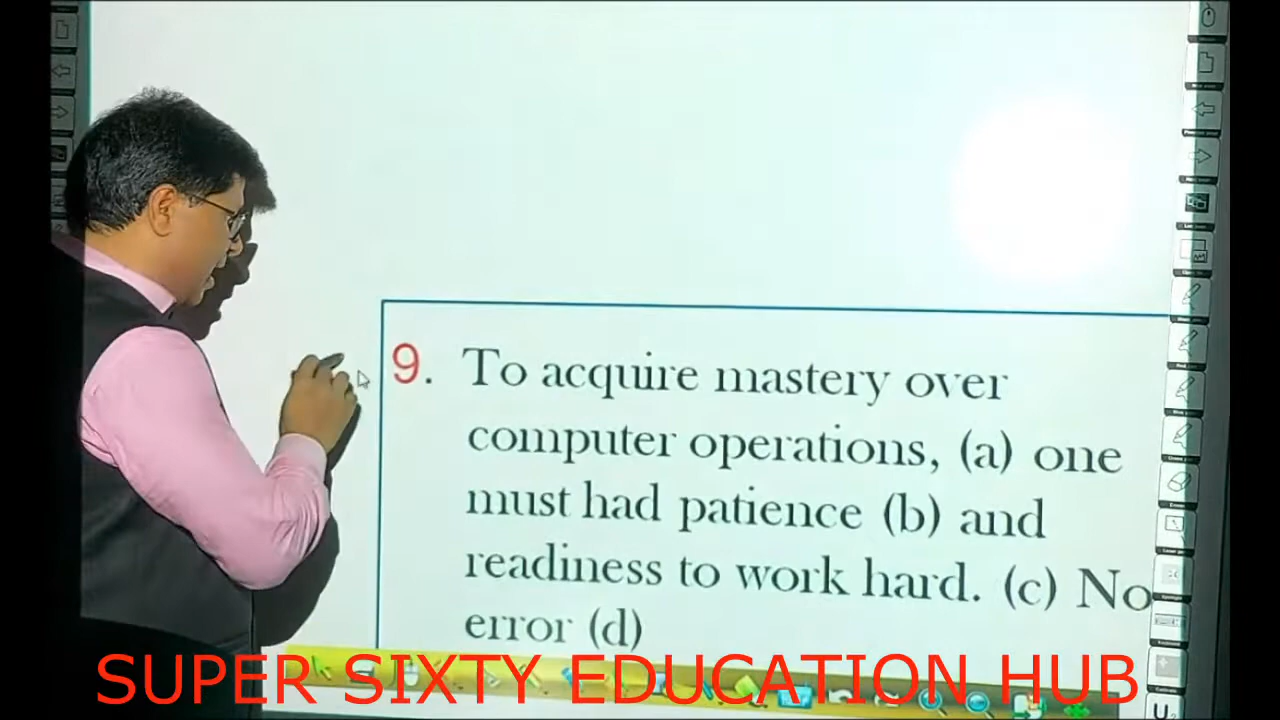 9. To acquire mastery over
computer operations, (a) one
must had patience (b) and
readiness to work hard. (c) No
error (d)
SUPER SIXTY EDUCATION HUB